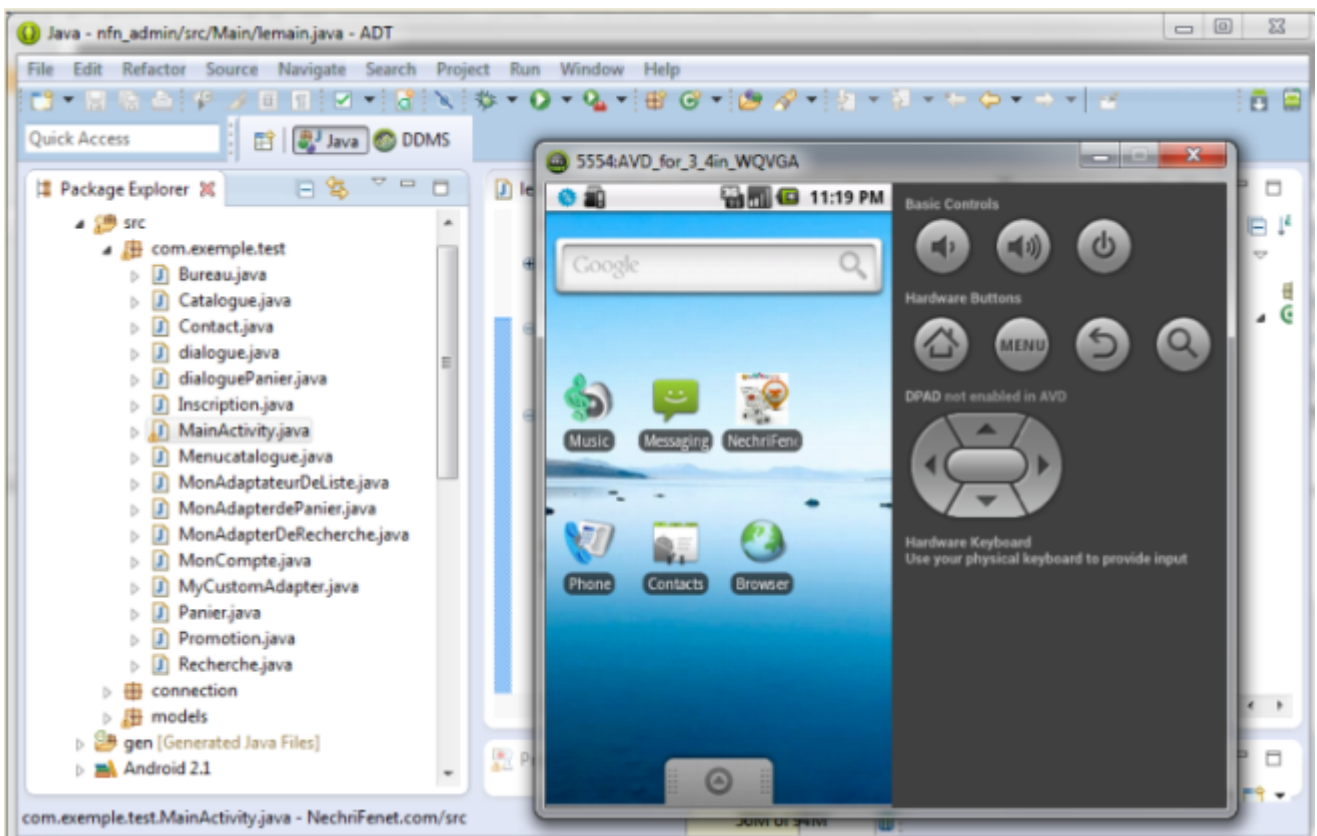 Java - nfn_admin/src/Main/lemain.java - ADT
File Edit Refactor Source Navigate Search Project Run Window Help
Quick Access
Java
DDMS
Package Explorer
src
com.exemple.test
Bureau.java
Catalogue.java
Contact.java
dialogue.java
dialoguePanier.java
Inscription.java
MainActivity.java
Menucatalogue.java
MonAdaptateurDeListe.java
MonAdapterdePanier.java
MonAdapterDeRecherche.java
MonCompte.java
MyCustomAdapter.java
Panier.java
Promotion.java
Recherche.java
connection
models
gen [Generated Java Files]
Android 2.1
com.exemple.test.MainActivity.java - NechriFenet.com/src
le
5554:AVD_for_3_4in_WQVGA
11:19 PM
Google
Music
Messaging
NechriFen
Phone
Contacts
Browser
Basic Controls
Hardware Buttons
MENU
DPAD not enabled in AVD
Hardware Keyboard
Use your physical keyboard to provide input